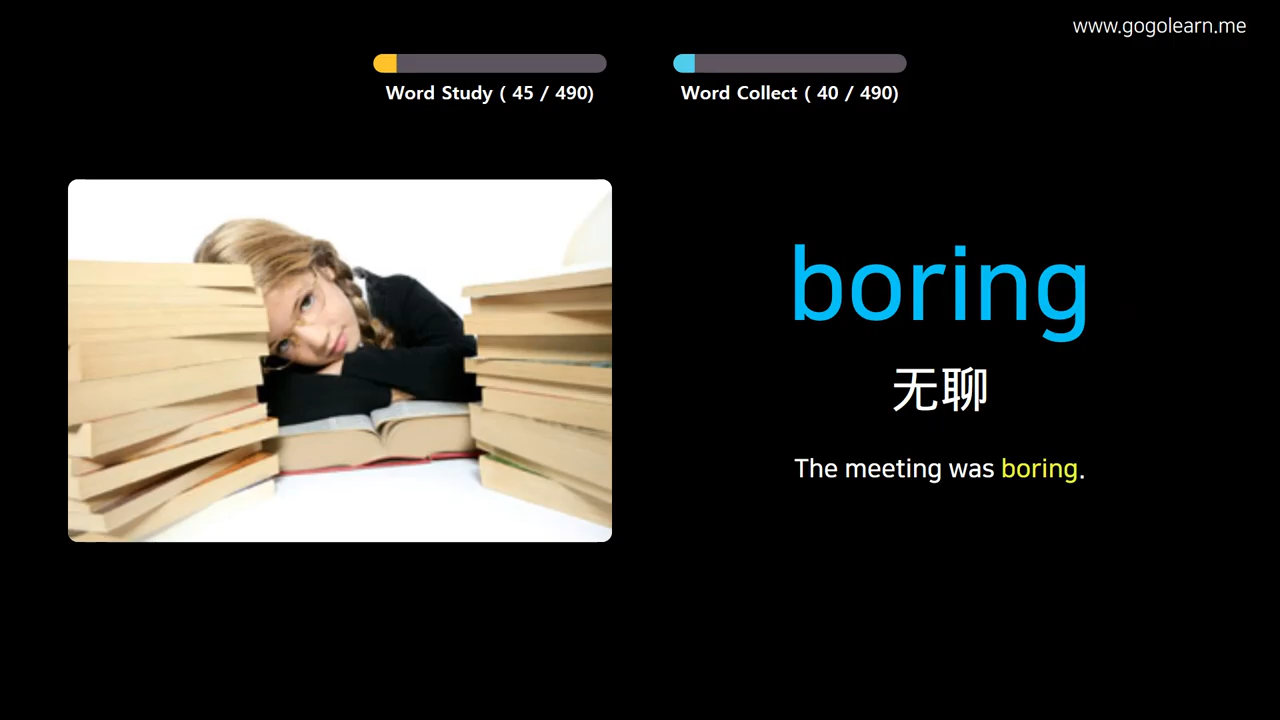 www.gogolearn.me
Word Study ( 45 / 490)
Word Collect ( 40 / 490)
boring
无聊
The meeting was boring.